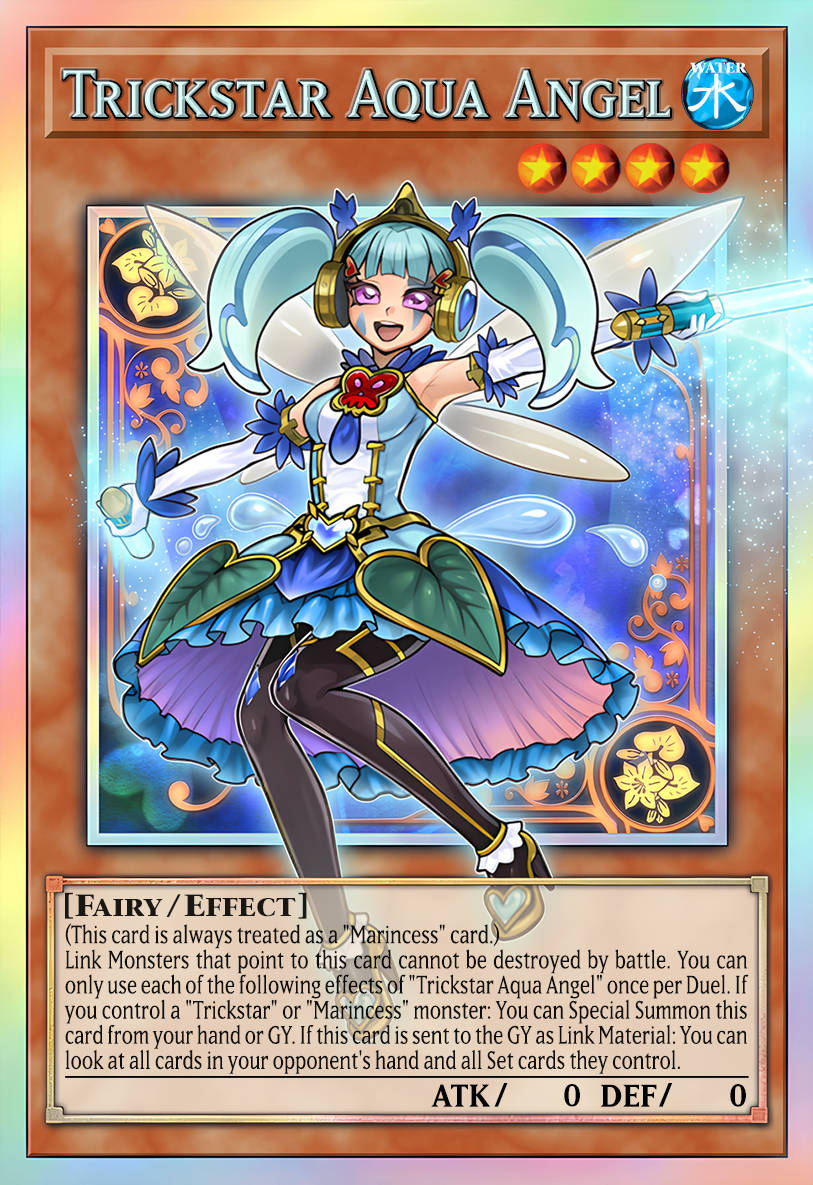 Trickstar Aqua Angel
WATER
水
[Fairy/Effect]
(This card is always treated as a "Marincess" card.)
Link Monsters that point to this card cannot be destroyed by battle. You can
only use each of the following effects of "Trickstar Aqua Angel" once per Duel. If
you control a "Trickstar" or "Marincess" monster: You can Special Summon this
card from your hand or GY. If this card is sent to the GY as Link Material: You can
look at all cards in your opponent's hand and all Set cards they control.
ATK/ 0 DEF/ 0